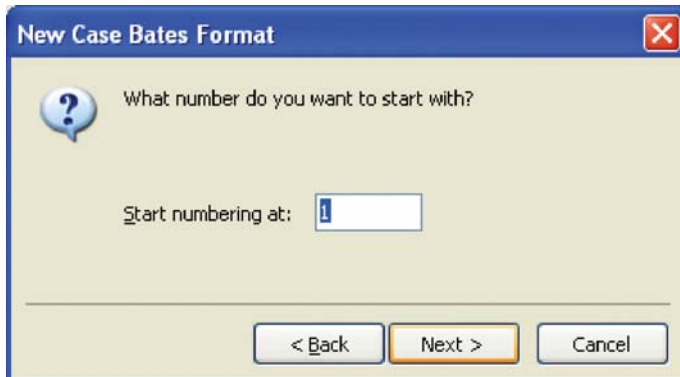 New Case Bates Format
What number do you want to start with?
Start numbering at: 1
< Back Next > Cancel